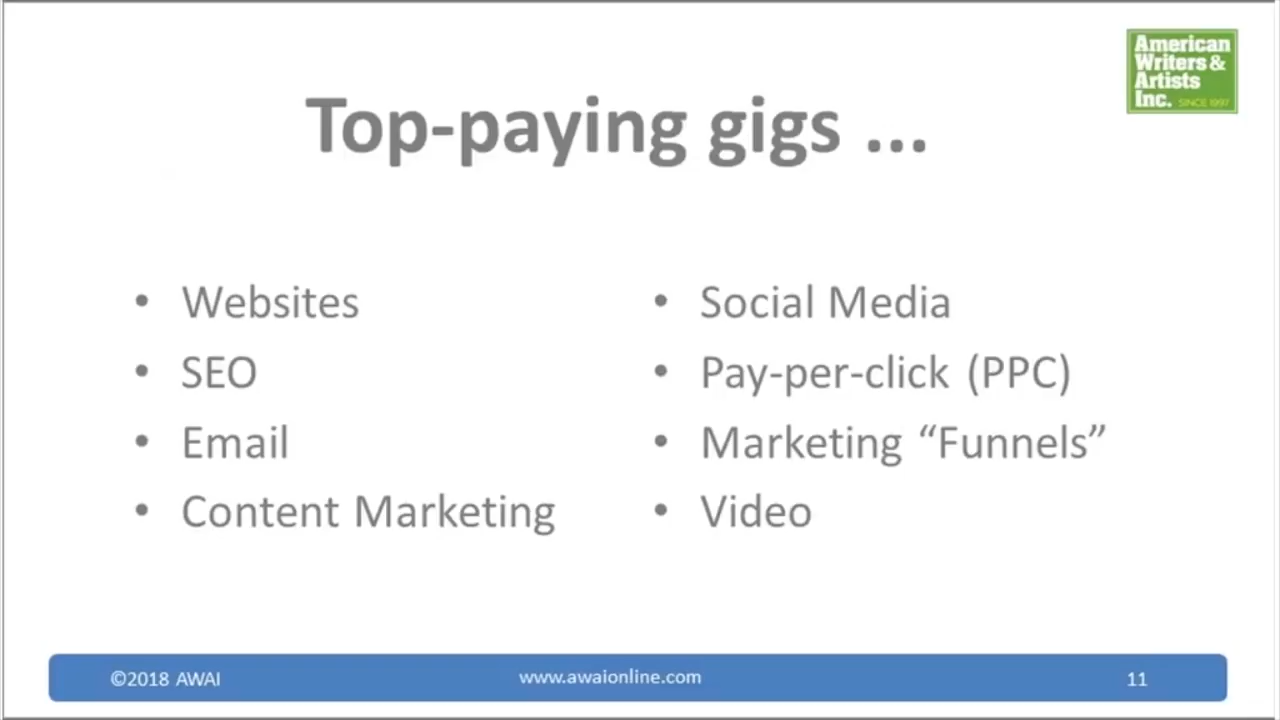 American
Writers &
Artists
Inc. SINCE 1997
Top-paying gigs ...
• Websites
• SEO
• Email
• Content Marketing
• Social Media
• Pay-per-click (PPC)
• Marketing “Funnels”
• Video
©2018 AWAI
www.awaionline.com
11